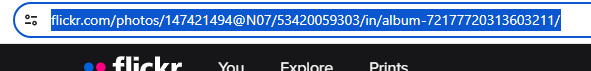 flickr.com/photos/147421494@N07/53420059303/in/album-72177720313603211/
flickr You Explore Prints